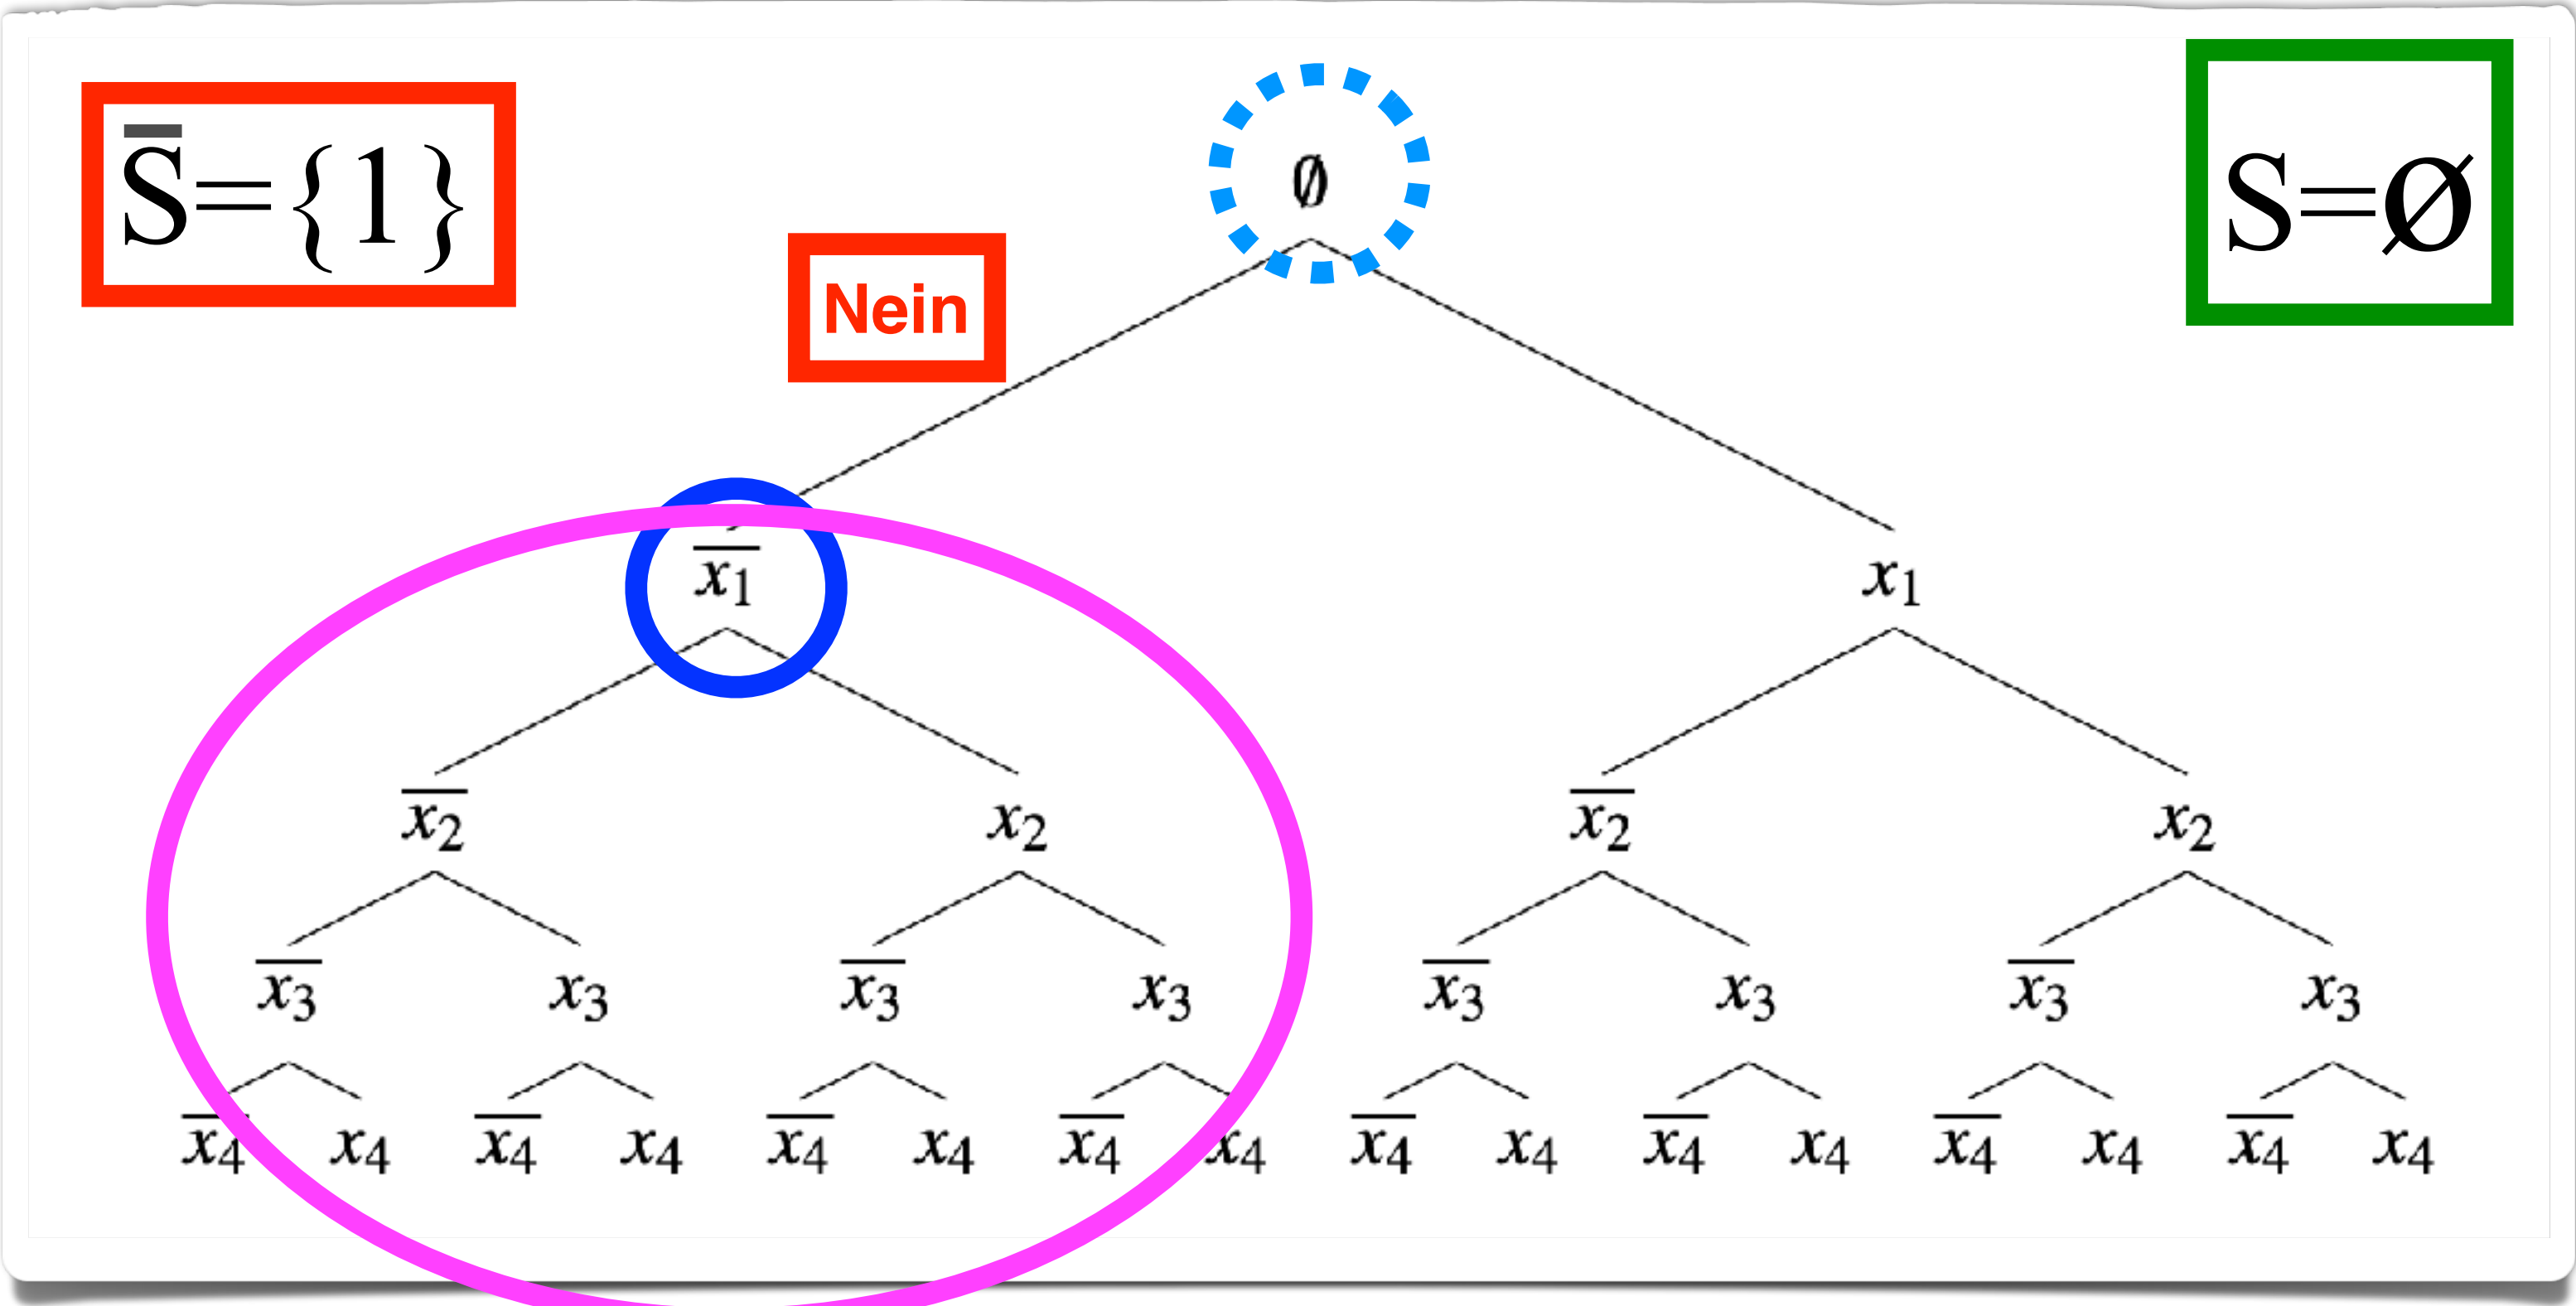 S̅={1}
∅
S=Ø
Nein
x̅₁ x₁
x̅₂ x₂ x̅₂ x₂
x̅₃ x₃ x̅₃ x₃ x̅₃ x₃ x̅₃ x₃
x̅₄ x₄ x̅₄ x₄ x̅₄ x₄ x̅₄ x₄ x̅₄ x₄ x̅₄ x₄ x̅₄ x₄ x̅₄ x₄